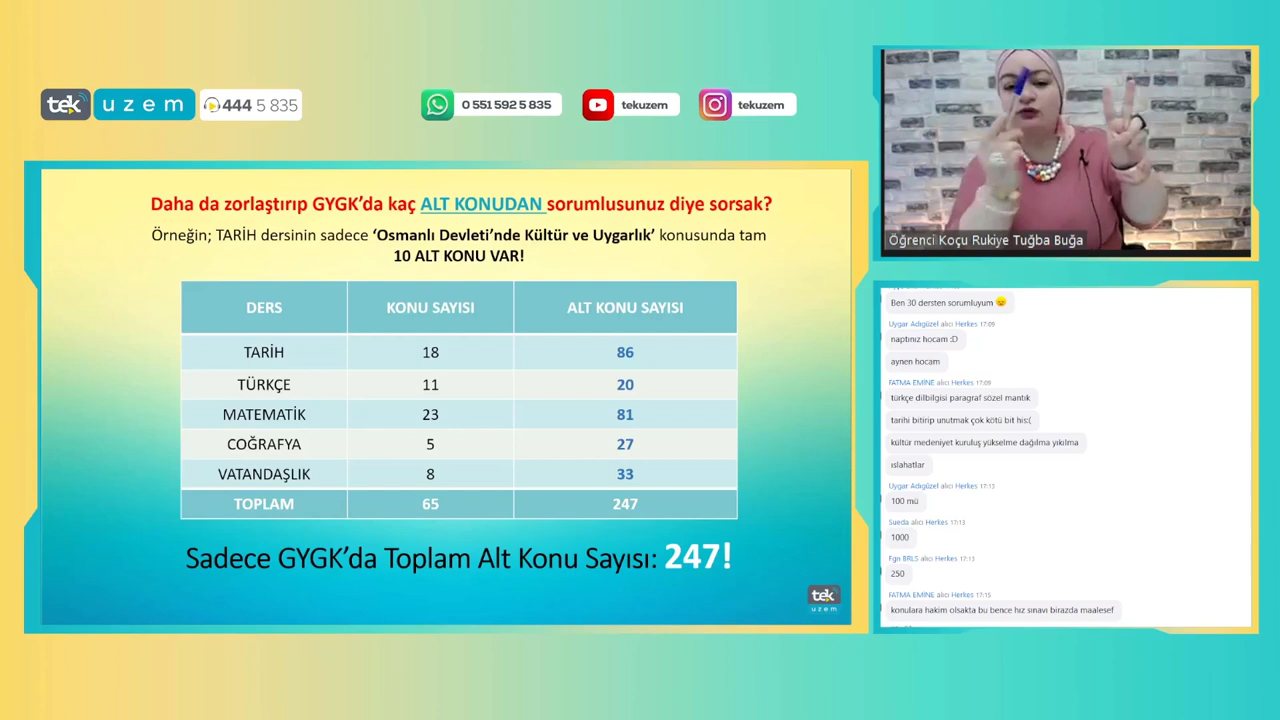 tek uzem 444 5 835
0 551 592 5 835
tekuzem
tekuzem
Daha da zorlaştırıp GYGK'da kaç ALT KONUDAN sorumlusunuz diye sorsak?
Örneğin; TARİH dersinin sadece 'Osmanlı Devleti'nde Kültür ve Uygarlık' konusunda tam
10 ALT KONU VAR!
DERS KONU SAYISI ALT KONU SAYISI
TARİH 18 86
TÜRKÇE 11 20
MATEMATİK 23 81
COĞRAFYA 5 27
VATANDAŞLIK 8 33
TOPLAM 65 247
Sadece GYGK'da Toplam Alt Konu Sayısı: 247!
tek
uzem
Öğrenci Koçu Rukiye Tuğba Buğa
Ben 30 dersten sorumluyum
Uygar Adıgüzel alıcı Herkes 17:09
naptınız hocam :D
aynen hocam
FATMA EMİNE alıcı Herkes 17:09
türkçe dilbilgisi paragraf sözel mantık
tarihi bitirip unutmak çok kötü bit his:(
kültür medeniyet kuruluş yükselme dağılma yıkılma
ıslahatlar
Uygar Adıgüzel alıcı Herkes 17:13
100 mü
Sueda alıcı Herkes 17:13
1000
Fgn BRLS alıcı Herkes 17:13
250
FATMA EMINE alıcı Herkes 17:15
konulara hakim olsakta bu bence hız sınavı birazda maalesef